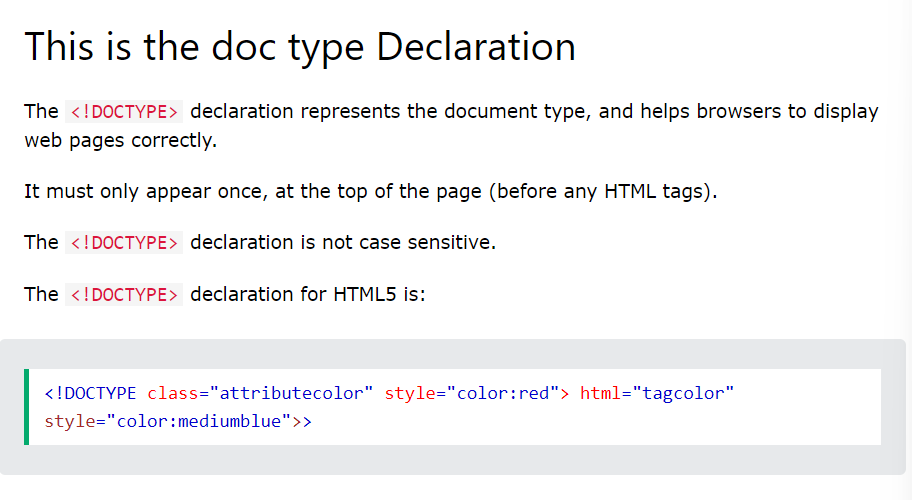 This is the doc type Declaration
The <!DOCTYPE> declaration represents the document type, and helps browsers to display
web pages correctly.
It must only appear once, at the top of the page (before any HTML tags).
The <!DOCTYPE> declaration is not case sensitive.
The <!DOCTYPE> declaration for HTML5 is:
<!DOCTYPE class="attributecolor" style="color:red"> html="tagcolor"
style="color:mediumblue">>